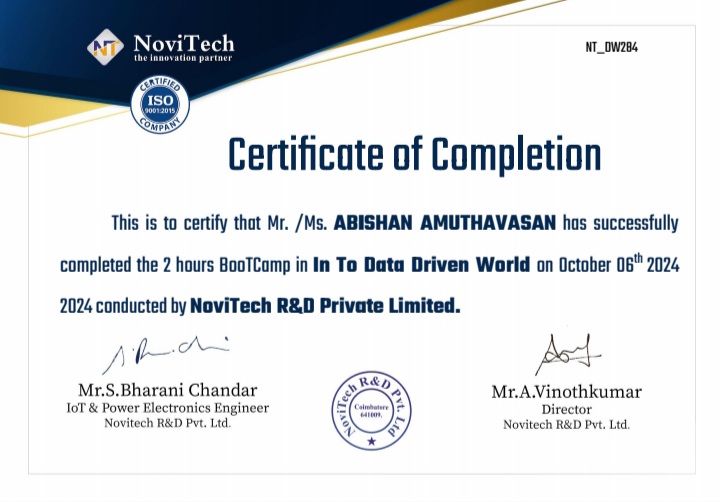 NT
NoviTech
the innovation partner
NT_DW284
CERTIFIED
ISO
9001:2015
COMPANY
Certificate of Completion
This is to certify that Mr. /Ms. ABISHAN AMUTHAVASAN has successfully
completed the 2 hours BooTCamp in In To Data Driven World on October 06th 2024
2024 conducted by NoviTech R&D Private Limited.
Mr.S.Bharani Chandar
IoT & Power Electronics Engineer
Novitech R&D Pvt. Ltd.
NoviTech R&D Pvt. Ltd
Coimbatore
641009.
Mr.A.Vinothkumar
Director
Novitech R&D Pvt. Ltd.